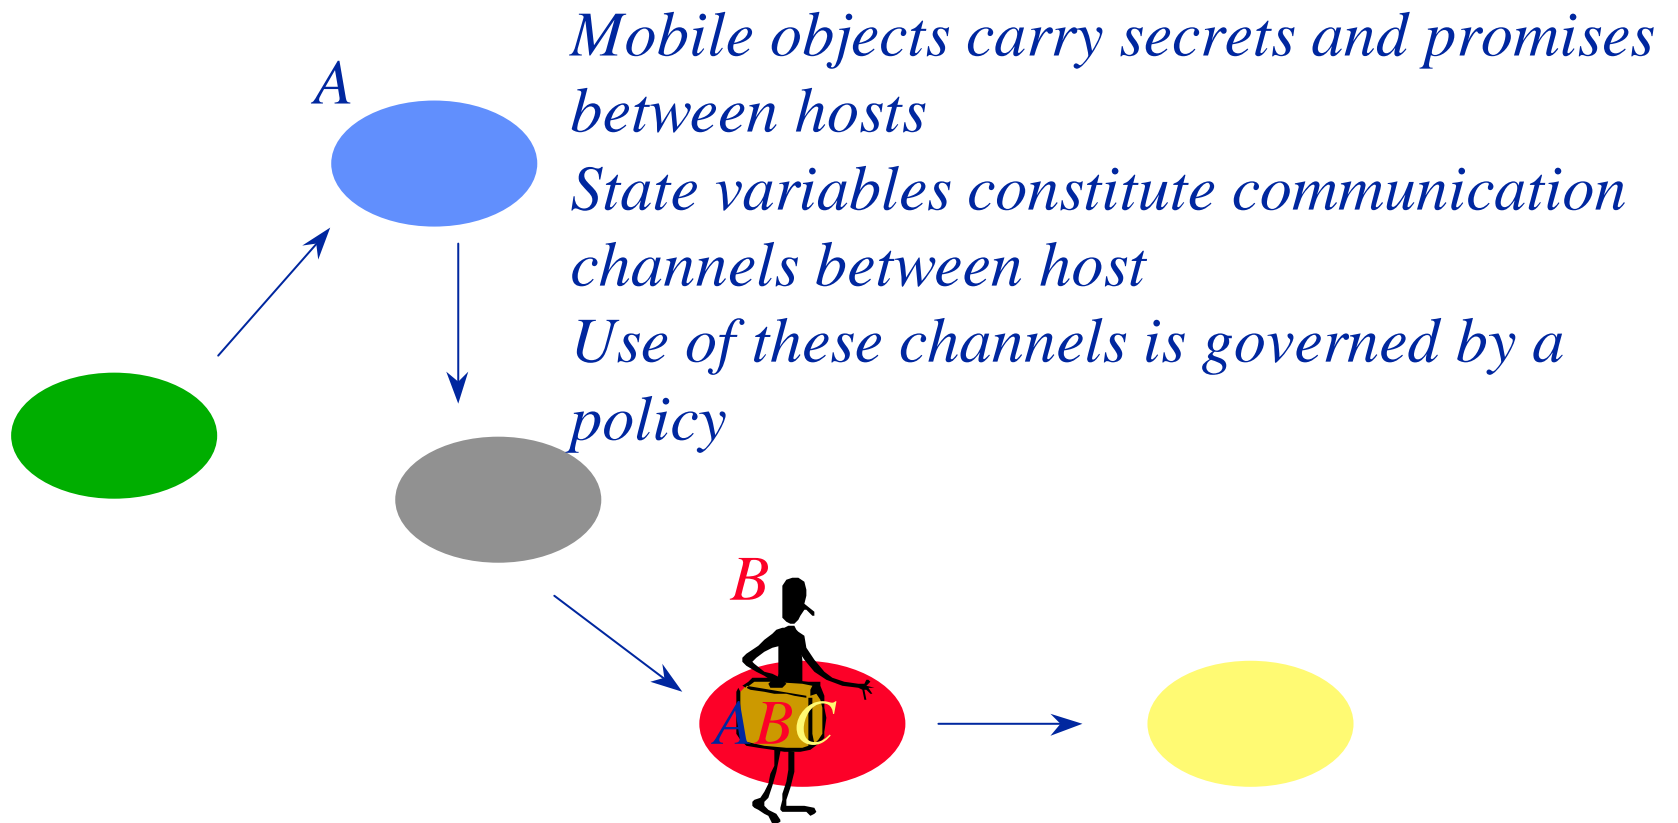 Mobile objects carry secrets and promises
between hosts
State variables constitute communication
channels between host
Use of these channels is governed by a
policy
A
B
ABC